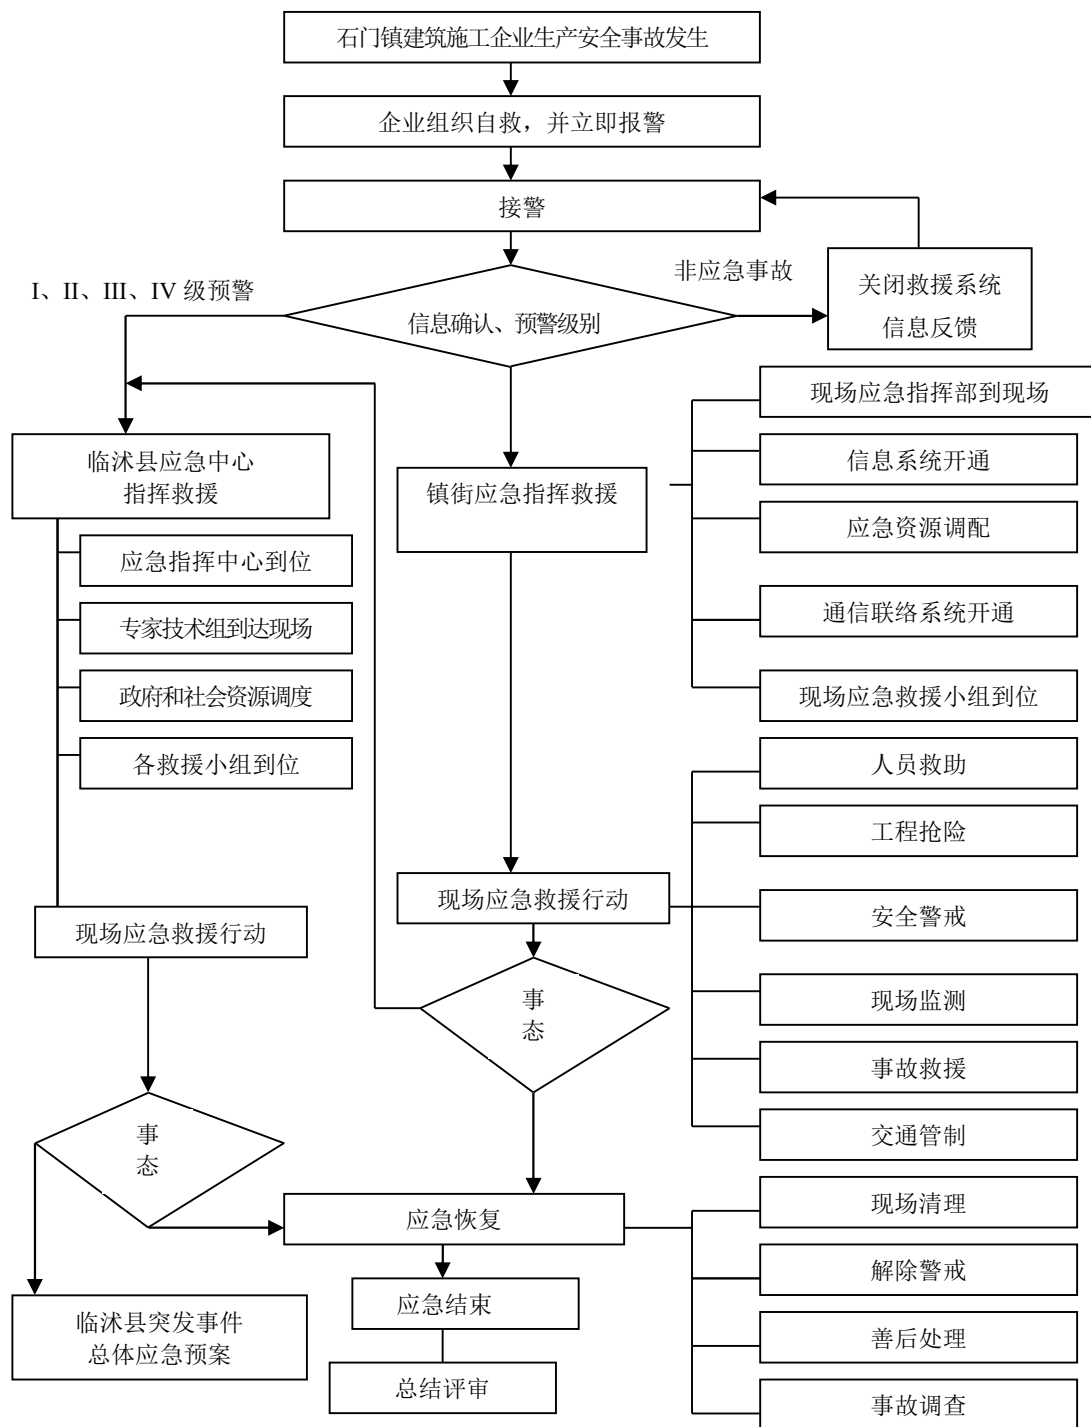 石门镇建筑施工企业生产安全事故发生
企业组织自救，并立即报警
接警
非应急事故
I、II、III、IV 级预警
信息确认、预警级别
关闭救援系统
信息反馈
临沭县应急中心
指挥救援
应急指挥中心到位
专家技术组到达现场
政府和社会资源调度
各救援小组到位
现场应急救援行动
事
态
临沭县突发事件
总体应急预案
镇街应急指挥救援
现场应急指挥部到现场
信息系统开通
应急资源调配
通信联络系统开通
现场应急救援小组到位
现场应急救援行动
人员救助
工程抢险
安全警戒
现场监测
事故救援
交通管制
事
态
应急恢复
现场清理
解除警戒
善后处理
事故调查
应急结束
总结评审